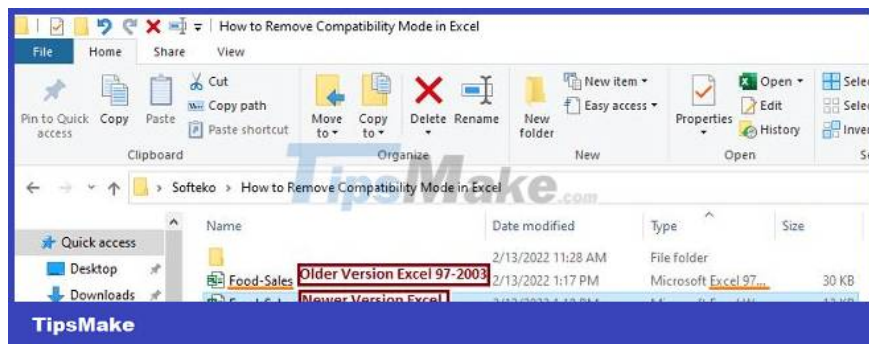 How to Remove Compatibility Mode in Excel
File Home Share View
Pin to Quick access
Copy
Paste
Cut
Copy path
Paste shortcut
Move to
Copy to
Delete
Rename
New folder
New item
Easy access
Properties
Open
Edit
History
Sele
Sele
Inver
Clipboard Organize New Open
TipsMake.com
Softeko > How to Remove Compatibility Mode in Excel
Name Date modified Type Size
Quick access
2/13/2022 11:28 AM File folder
Desktop
Food-Sales Older Version Excel 97-2003 2/13/2022 1:17 PM Microsoft Excel 97... 30 KB
Downloads
Newer Version Excel
TipsMake